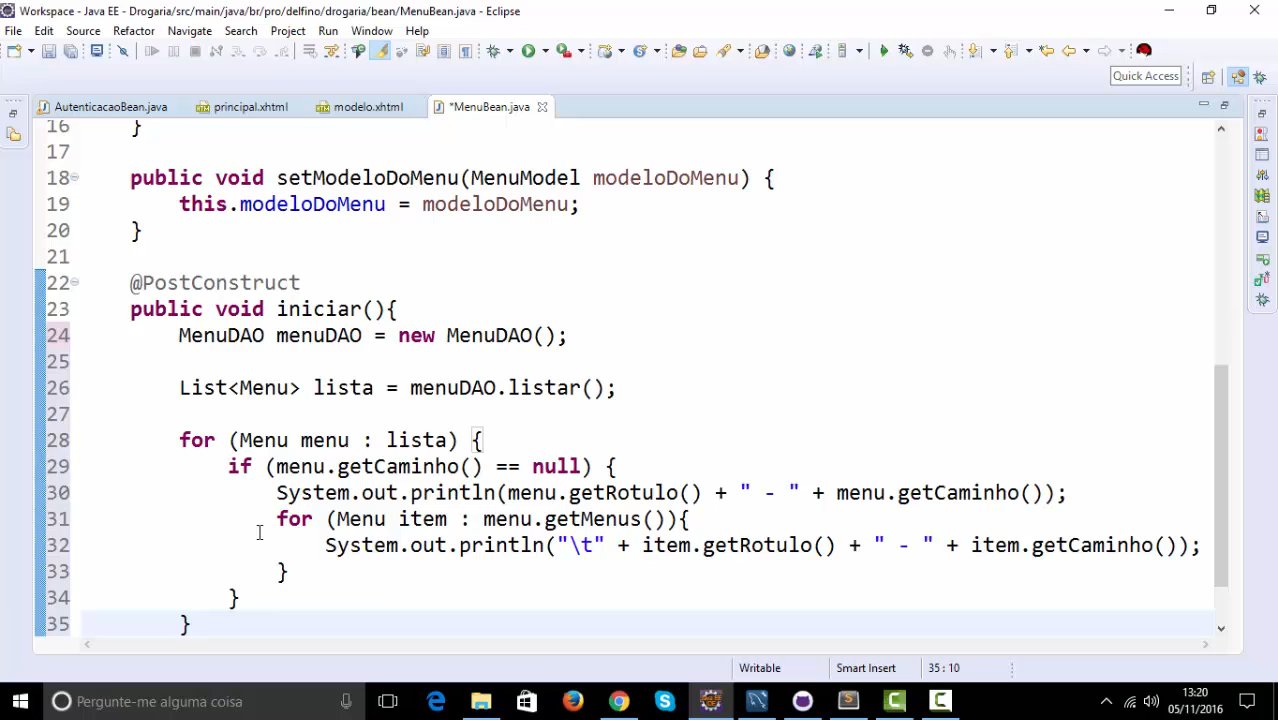 Workspace - Java EE - Drogaria/src/main/java/br/pro/delfino/drogaria/bean/MenuBean.java - Eclipse
File Edit Source Refactor Navigate Search Project Run Window Help
Quick Access
AutenticacaoBean.java principal.xhtml modelo.xhtml *MenuBean.java
16 }
17
18 public void setModeloDoMenu(MenuModel modeloDoMenu) {
19 this.modeloDoMenu = modeloDoMenu;
20 }
21
22 @PostConstruct
23 public void iniciar(){
24 MenuDAO menuDAO = new MenuDAO();
25
26 List<Menu> lista = menuDAO.listar();
27
28 for (Menu menu : lista) {
29 if (menu.getCaminho() == null) {
30 System.out.println(menu.getRotulo() + " - " + menu.getCaminho());
31 for (Menu item : menu.getMenus()){
32 System.out.println("\t" + item.getRotulo() + " - " + item.getCaminho());
33 }
34 }
35 }
Writable Smart Insert 35 : 10
Pergunte-me alguma coisa
13:20
05/11/2016